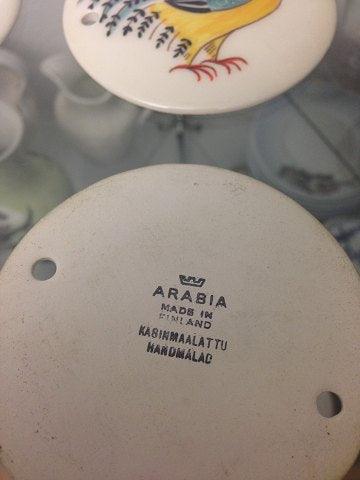 ARABIA
MADE IN
FINLAND
KÄSINMAALATTU
HANDMÅLAD